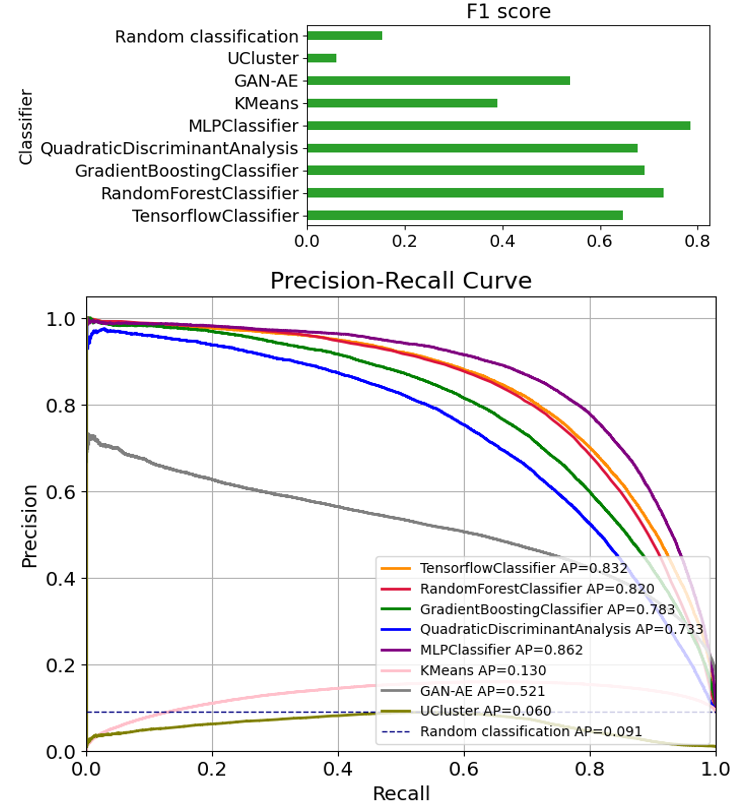 F1 score
Classifier
Random classification
UCluster
GAN-AE
KMeans
MLPClassifier
QuadraticDiscriminantAnalysis
GradientBoostingClassifier
RandomForestClassifier
TensorflowClassifier
0.0 0.2 0.4 0.6 0.8
Precision-Recall Curve
Precision
1.0
0.8
0.6
0.4
0.2
0.0
TensorflowClassifier AP=0.832
RandomForestClassifier AP=0.820
GradientBoostingClassifier AP=0.783
QuadraticDiscriminantAnalysis AP=0.733
MLPClassifier AP=0.862
KMeans AP=0.130
GAN-AE AP=0.521
UCluster AP=0.060
Random classification AP=0.091
0.0 0.2 0.4 0.6 0.8 1.0
Recall